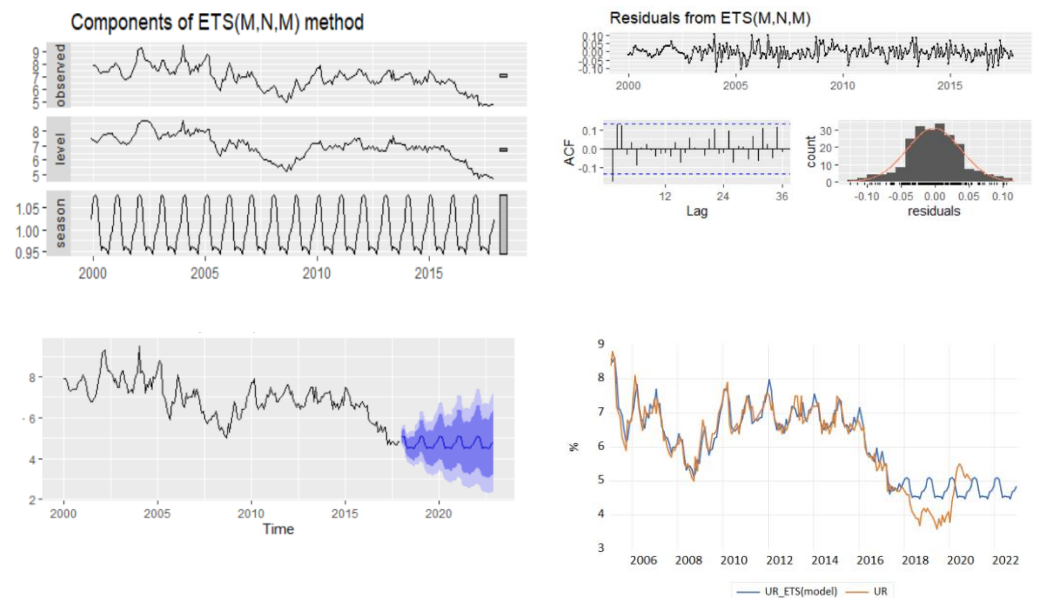 Components of ETS(M,N,M) method
observed
9
8
7
6
5
level
8
7
6
5
season
1.05
1.00
0.95
2000 2005 2010 2015
Residuals from ETS(M,N,M)
0.10
0.05
0.00
-0.05
-0.10
2000 2005 2010 2015
ACF
0.1
0.0
-0.1
12 24 36
Lag
count
30
20
10
0
-0.10 -0.05 0.00 0.05 0.10
residuals
8
6
4
2
2000 2005 2010 2015 2020
Time
%
9
8
7
6
5
4
3
2006 2008 2010 2012 2014 2016 2018 2020 2022
UR_ETS(model) UR